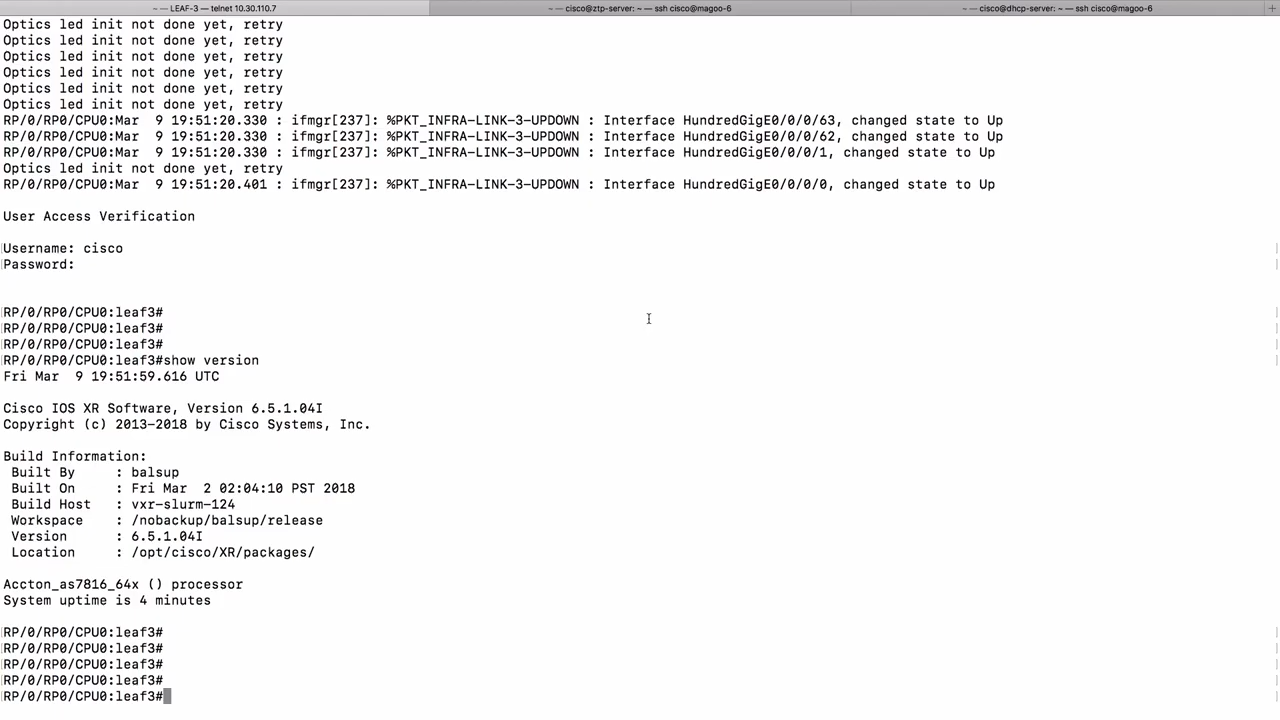 ~ — LEAF-3 — telnet 10.30.110.7
~ — cisco@ztp-server: ~ — ssh cisco@magoo-6
~ — cisco@dhcp-server: ~ — ssh cisco@magoo-6
+
Optics led init not done yet, retry
Optics led init not done yet, retry
Optics led init not done yet, retry
Optics led init not done yet, retry
Optics led init not done yet, retry
Optics led init not done yet, retry
RP/0/RP0/CPU0:Mar  9 19:51:20.330 : ifmgr[237]: %PKT_INFRA-LINK-3-UPDOWN : Interface HundredGigE0/0/0/63, changed state to Up
RP/0/RP0/CPU0:Mar  9 19:51:20.330 : ifmgr[237]: %PKT_INFRA-LINK-3-UPDOWN : Interface HundredGigE0/0/0/62, changed state to Up
RP/0/RP0/CPU0:Mar  9 19:51:20.330 : ifmgr[237]: %PKT_INFRA-LINK-3-UPDOWN : Interface HundredGigE0/0/0/1, changed state to Up
Optics led init not done yet, retry
RP/0/RP0/CPU0:Mar  9 19:51:20.401 : ifmgr[237]: %PKT_INFRA-LINK-3-UPDOWN : Interface HundredGigE0/0/0/0, changed state to Up
User Access Verification
Username: cisco
Password:
RP/0/RP0/CPU0:leaf3#
RP/0/RP0/CPU0:leaf3#
RP/0/RP0/CPU0:leaf3#
RP/0/RP0/CPU0:leaf3#show version
Fri Mar  9 19:51:59.616 UTC
Cisco IOS XR Software, Version 6.5.1.04I
Copyright (c) 2013-2018 by Cisco Systems, Inc.
Build Information:
Built By     : balsup
Built On     : Fri Mar  2 02:04:10 PST 2018
Build Host   : vxr-slurm-124
Workspace    : /nobackup/balsup/release
Version      : 6.5.1.04I
Location     : /opt/cisco/XR/packages/
Accton_as7816_64x () processor
System uptime is 4 minutes
RP/0/RP0/CPU0:leaf3#
RP/0/RP0/CPU0:leaf3#
RP/0/RP0/CPU0:leaf3#
RP/0/RP0/CPU0:leaf3#
RP/0/RP0/CPU0:leaf3#